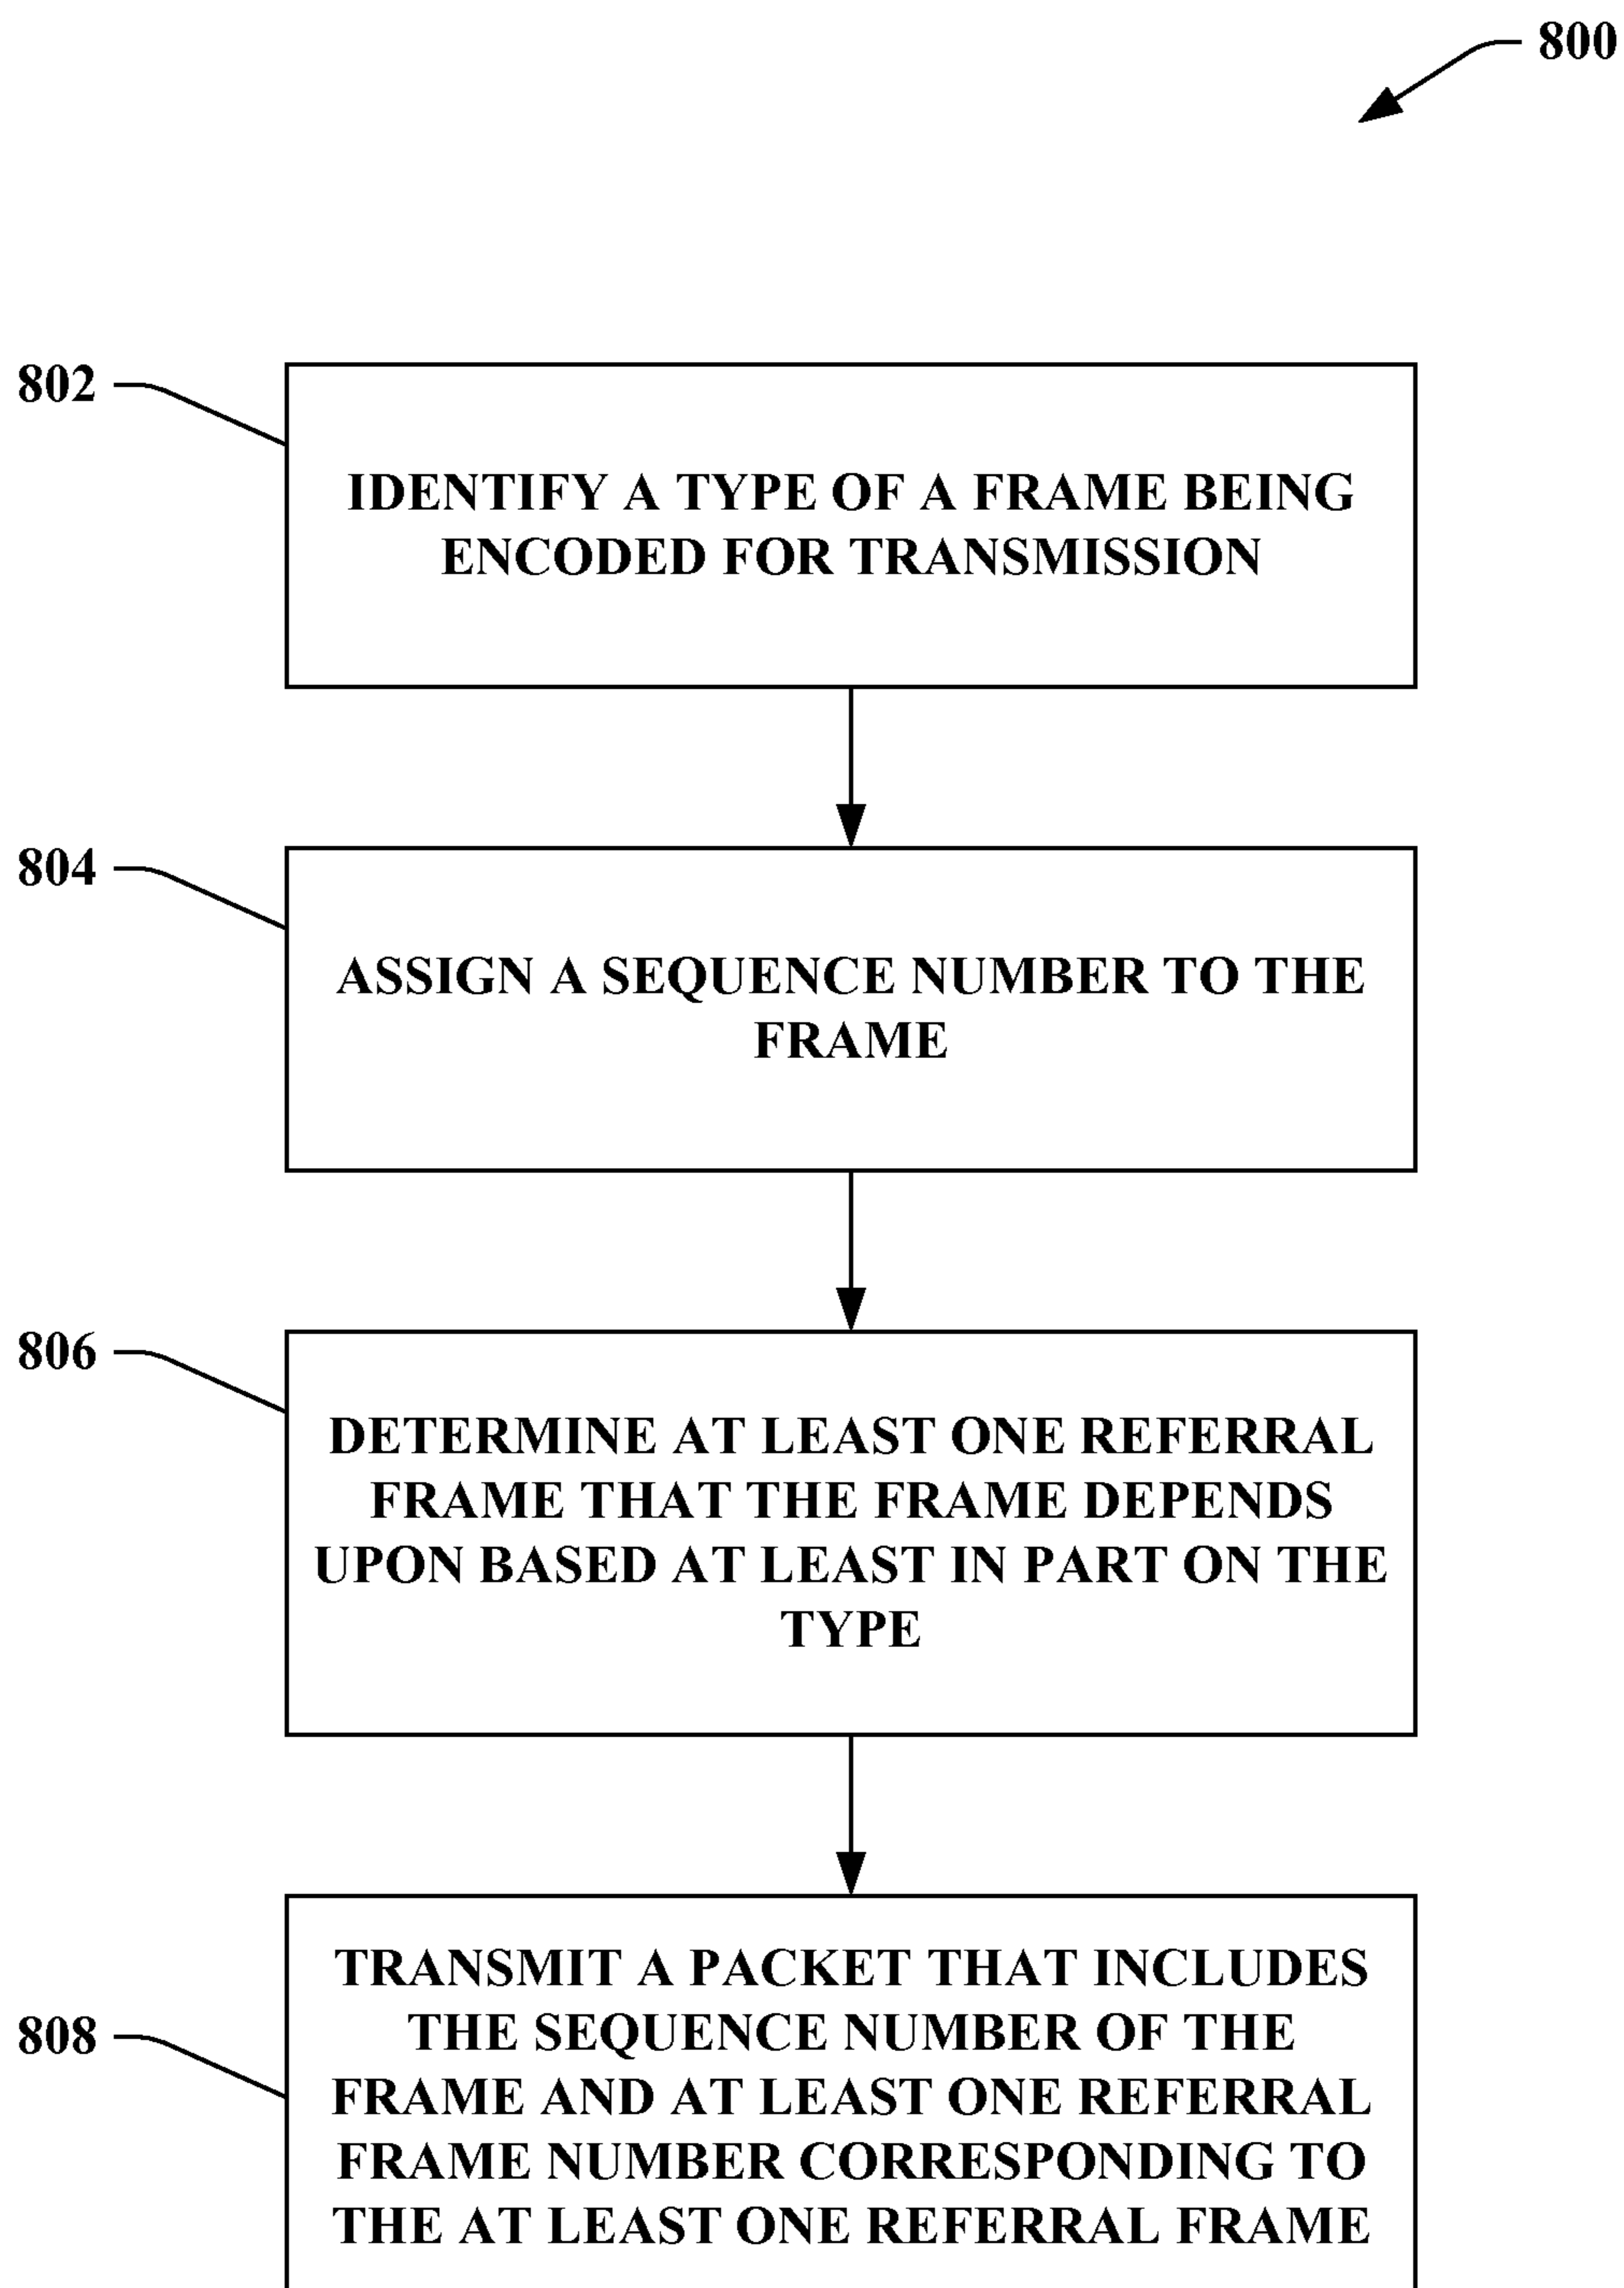 800
802
IDENTIFY A TYPE OF A FRAME BEING
ENCODED FOR TRANSMISSION
804
ASSIGN A SEQUENCE NUMBER TO THE
FRAME
806
DETERMINE AT LEAST ONE REFERRAL
FRAME THAT THE FRAME DEPENDS
UPON BASED AT LEAST IN PART ON THE
TYPE
808
TRANSMIT A PACKET THAT INCLUDES
THE SEQUENCE NUMBER OF THE
FRAME AND AT LEAST ONE REFERRAL
FRAME NUMBER CORRESPONDING TO
THE AT LEAST ONE REFERRAL FRAME